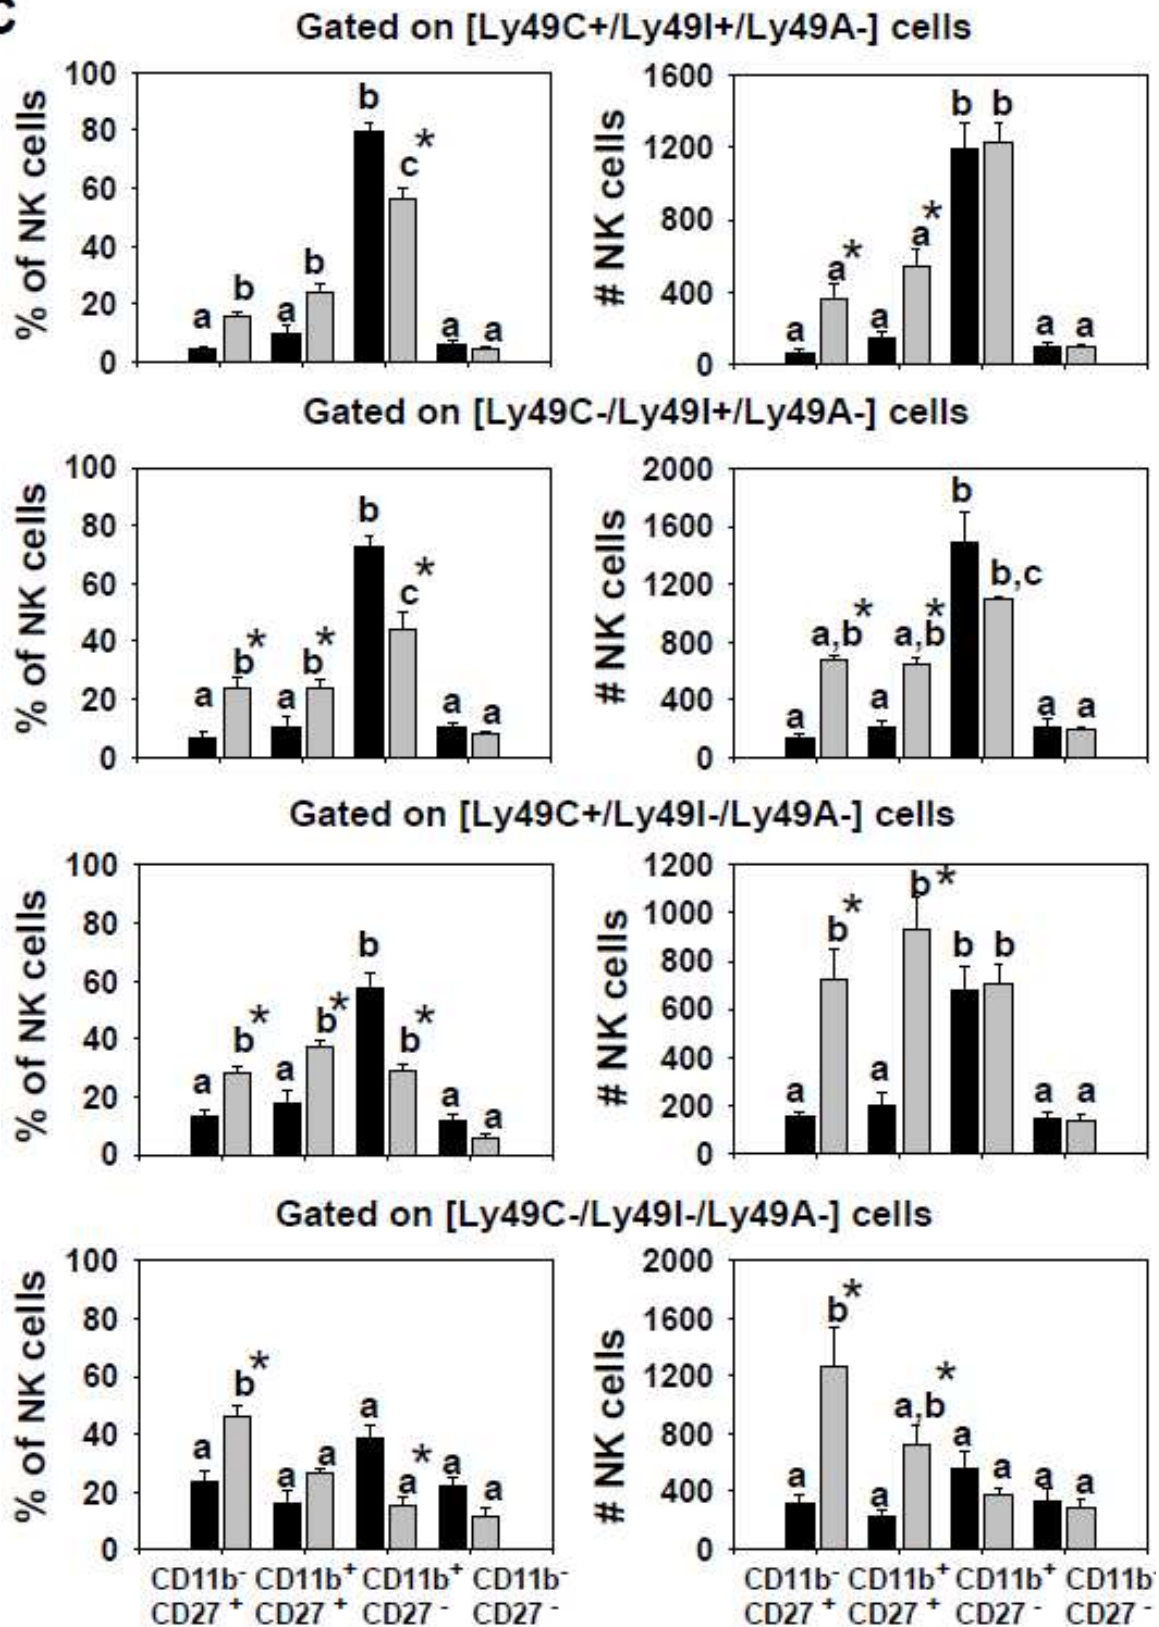 C
Gated on [Ly49C+/Ly49I+/Ly49A-] cells
% of NK cells
100
80
60
40
20
0
a
b
a
b
b
c*
a
a
# NK cells
1600
1200
800
400
0
a
a*
a
a*
b
b
a
a
Gated on [Ly49C-/Ly49I+/Ly49A-] cells
% of NK cells
100
80
60
40
20
0
a
b*
a
b*
b
c*
a
a
# NK cells
2000
1600
1200
800
400
0
a
a,b*
a
a,b*
b
b,c
a
a
Gated on [Ly49C+/Ly49I-/Ly49A-] cells
% of NK cells
100
80
60
40
20
0
a
b*
a
b*
b
b*
a
a
# NK cells
1200
1000
800
600
400
200
0
a
b*
a
b*
b
b
a
a
Gated on [Ly49C-/Ly49I-/Ly49A-] cells
% of NK cells
100
80
60
40
20
0
a
b*
a
a
a
a*
a
a
# NK cells
2000
1600
1200
800
400
0
a
b*
a
a,b*
a
a
a
a
CD11b- CD11b+ CD11b+ CD11b-
CD27+ CD27+ CD27- CD27-
CD11b- CD11b+ CD11b+ CD11b-
CD27+ CD27+ CD27- CD27-